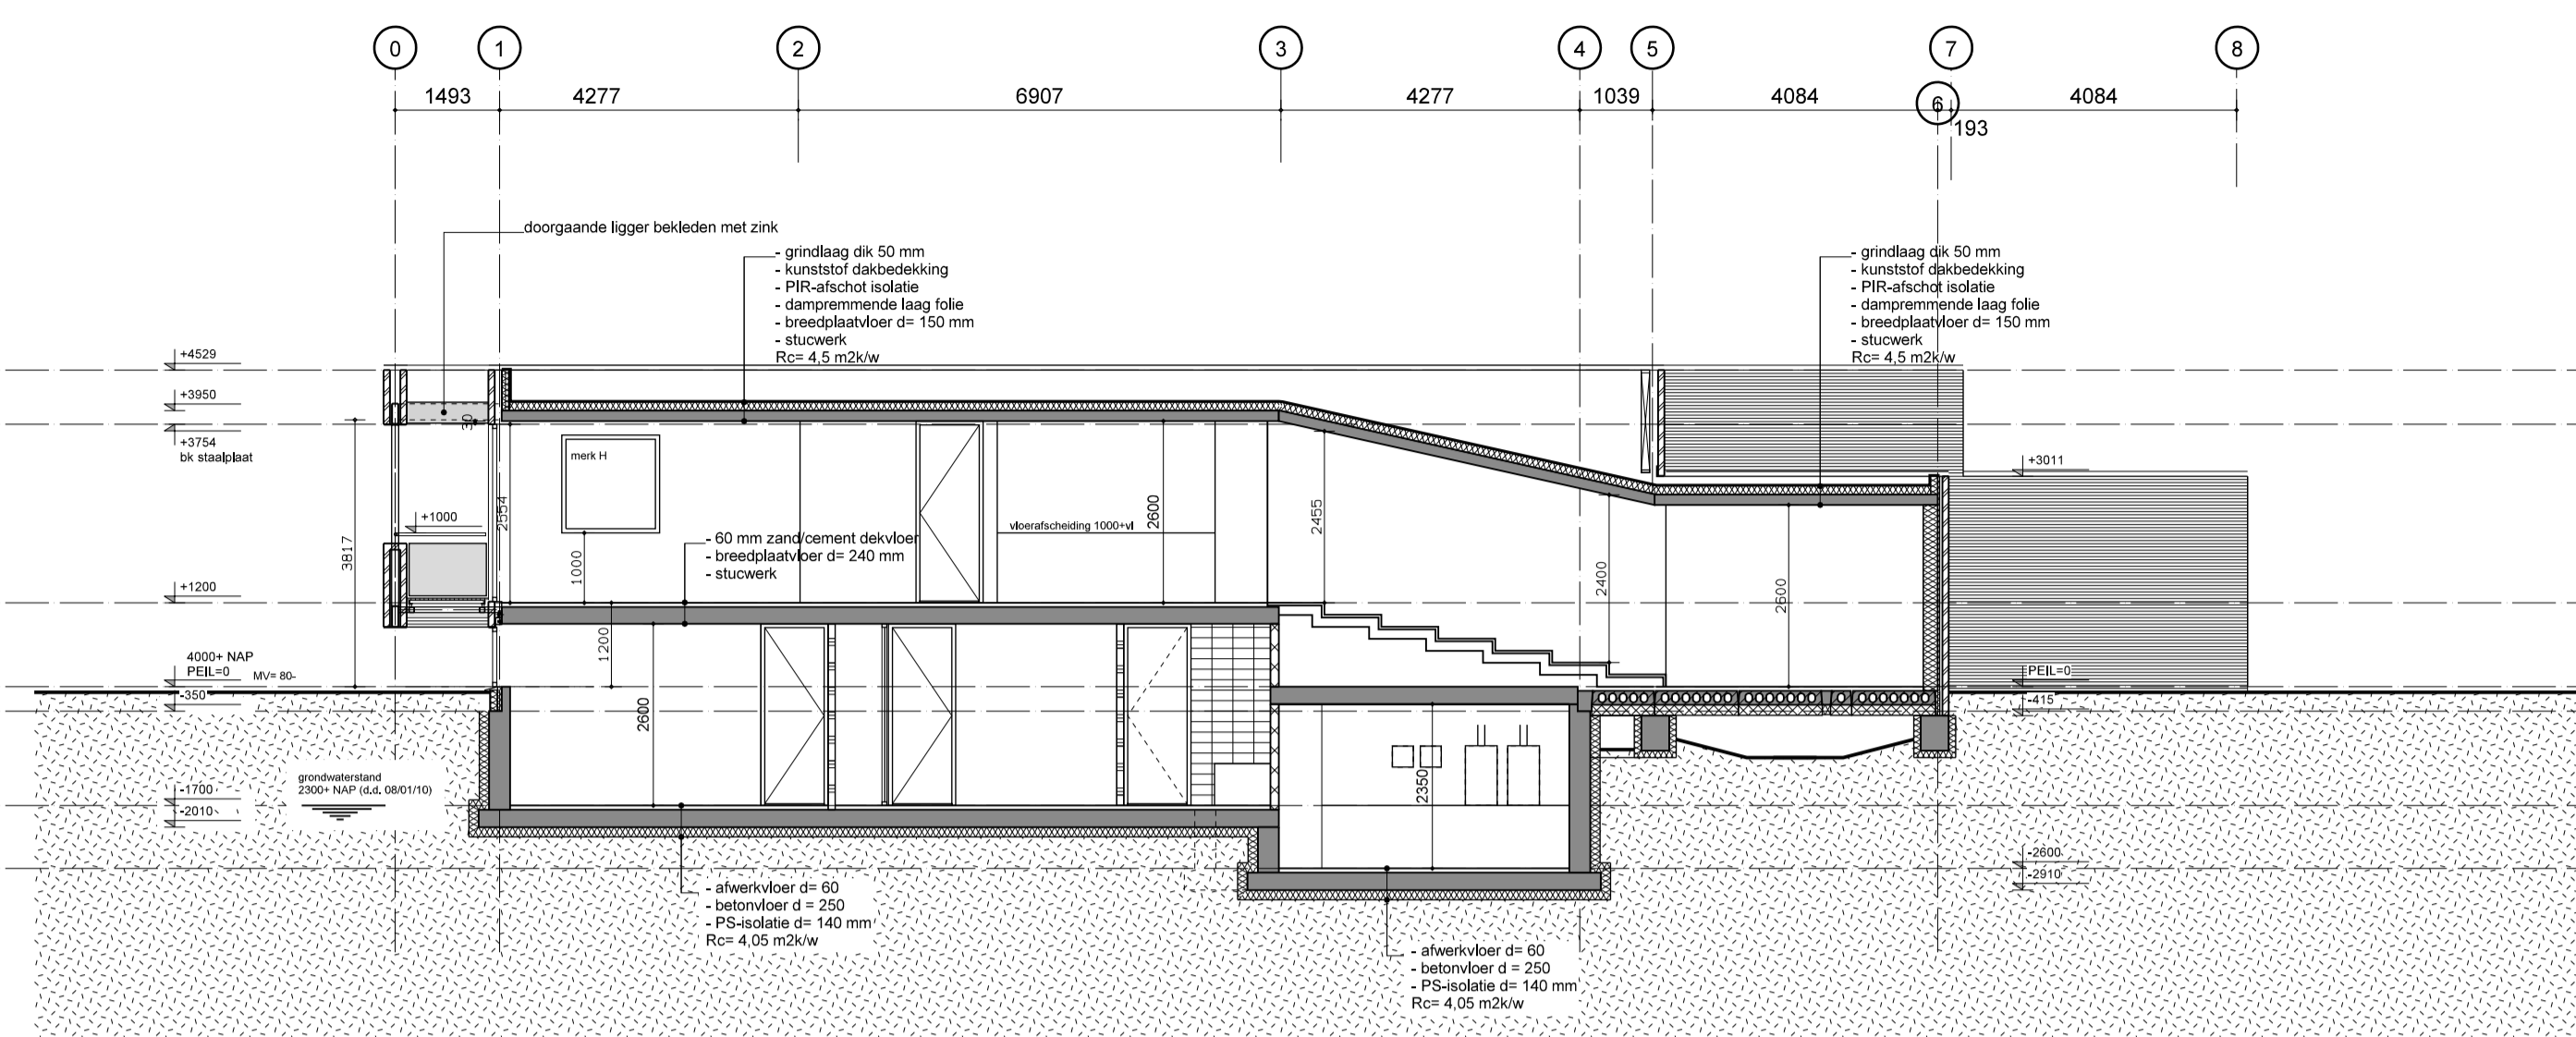 0 1 2 3 4 5 7 8
1493 4277 6907 4277 1039 4084 6 4084
193
doorgaande ligger bekleden met zink
- grindlaag dik 50 mm
- kunststof dakbedekking
- PIR-afschot isolatie
- dampremmende laag folie
- breedplaatvloer d= 150 mm
- stucwerk
Rc= 4,5 m2k/w
- grindlaag dik 50 mm
- kunststof dakbedekking
- PIR-afschot isolatie
- dampremmende laag folie
- breedplaatvloer d= 150 mm
- stucwerk
Rc= 4,5 m2k/w
+4529
+3950
30
+3754
bk staalplaat
merk H
+3011
3817
+1000
2554
1000
vloerafscheiding 1000+vl
2600
2455
2400
2600
- 60 mm zand/cement dekvloer
- breedplaatvloer d= 240 mm
- stucwerk
+1200
1200
4000+ NAP
PEIL=0
MV= 80-
-350
PEIL=0
-415
2600
2350
grondwaterstand
2300+ NAP (d.d. 08/01/10)
-1700
-2010
-2600
-2910
- afwerkvloer d= 60
- betonvloer d = 250
- PS-isolatie d= 140 mm
Rc= 4,05 m2k/w
- afwerkvloer d= 60
- betonvloer d = 250
- PS-isolatie d= 140 mm
Rc= 4,05 m2k/w